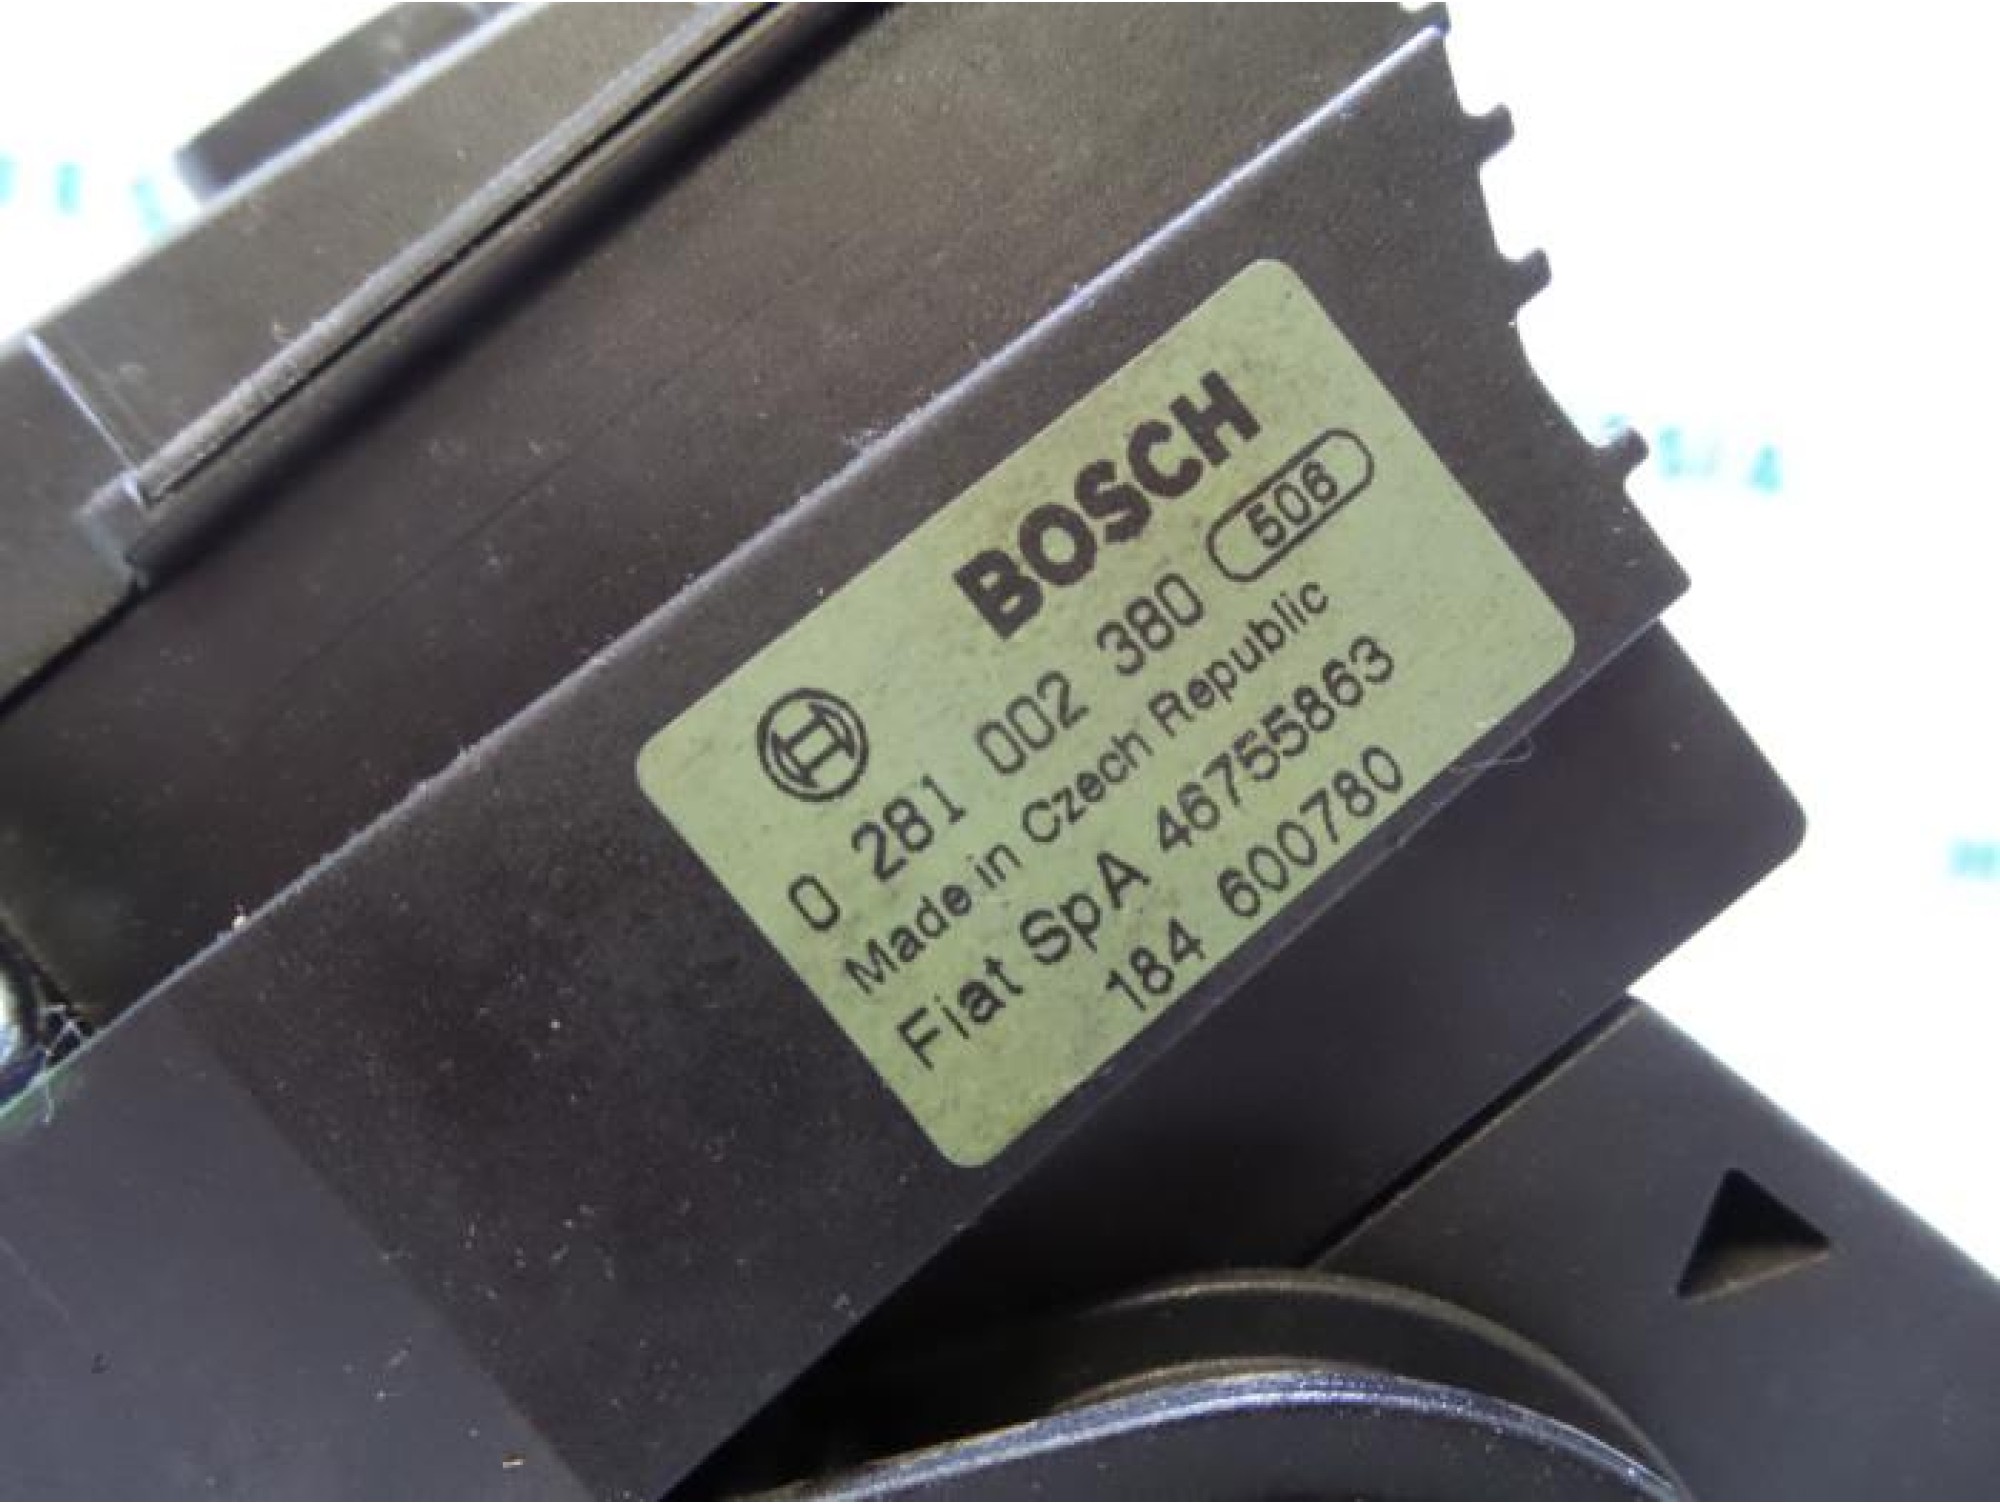 BOSCH
0 281 002 380 506
Made in Czech Republic
Fiat SpA 46755863
184 600780